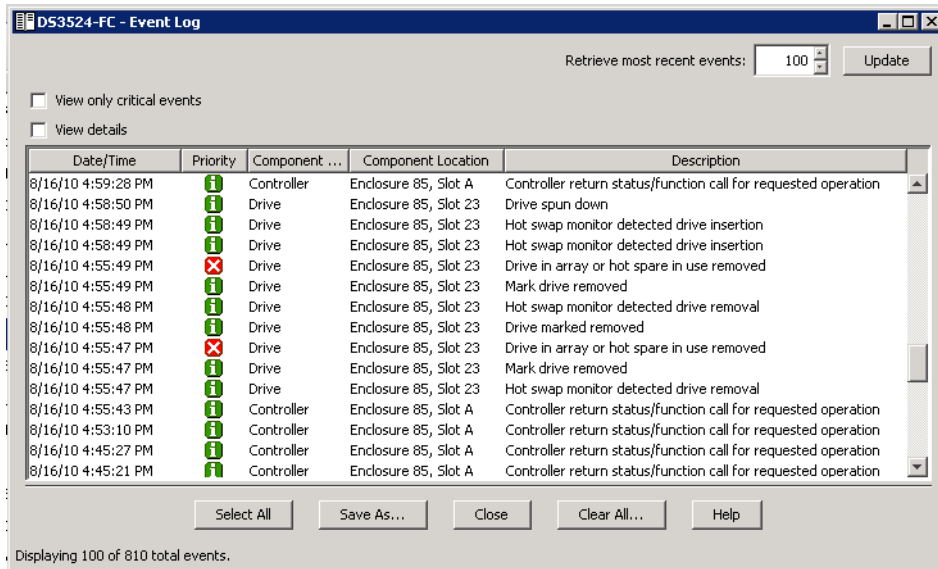 DS3524-FC - Event Log
Retrieve most recent events: 100 Update
View only critical events
View details
Date/Time Priority Component ... Component Location Description
8/16/10 4:59:28 PM Controller Enclosure 85, Slot A Controller return status/function call for requested operation
8/16/10 4:58:50 PM Drive Enclosure 85, Slot 23 Drive spun down
8/16/10 4:58:49 PM Drive Enclosure 85, Slot 23 Hot swap monitor detected drive insertion
8/16/10 4:58:49 PM Drive Enclosure 85, Slot 23 Hot swap monitor detected drive insertion
8/16/10 4:55:49 PM Drive Enclosure 85, Slot 23 Drive in array or hot spare in use removed
8/16/10 4:55:49 PM Drive Enclosure 85, Slot 23 Mark drive removed
8/16/10 4:55:48 PM Drive Enclosure 85, Slot 23 Hot swap monitor detected drive removal
8/16/10 4:55:48 PM Drive Enclosure 85, Slot 23 Drive marked removed
8/16/10 4:55:47 PM Drive Enclosure 85, Slot 23 Drive in array or hot spare in use removed
8/16/10 4:55:47 PM Drive Enclosure 85, Slot 23 Mark drive removed
8/16/10 4:55:47 PM Drive Enclosure 85, Slot 23 Hot swap monitor detected drive removal
8/16/10 4:55:43 PM Controller Enclosure 85, Slot A Controller return status/function call for requested operation
8/16/10 4:53:10 PM Controller Enclosure 85, Slot A Controller return status/function call for requested operation
8/16/10 4:45:27 PM Controller Enclosure 85, Slot A Controller return status/function call for requested operation
8/16/10 4:45:21 PM Controller Enclosure 85, Slot A Controller return status/function call for requested operation
Select All Save As... Close Clear All... Help
Displaying 100 of 810 total events.